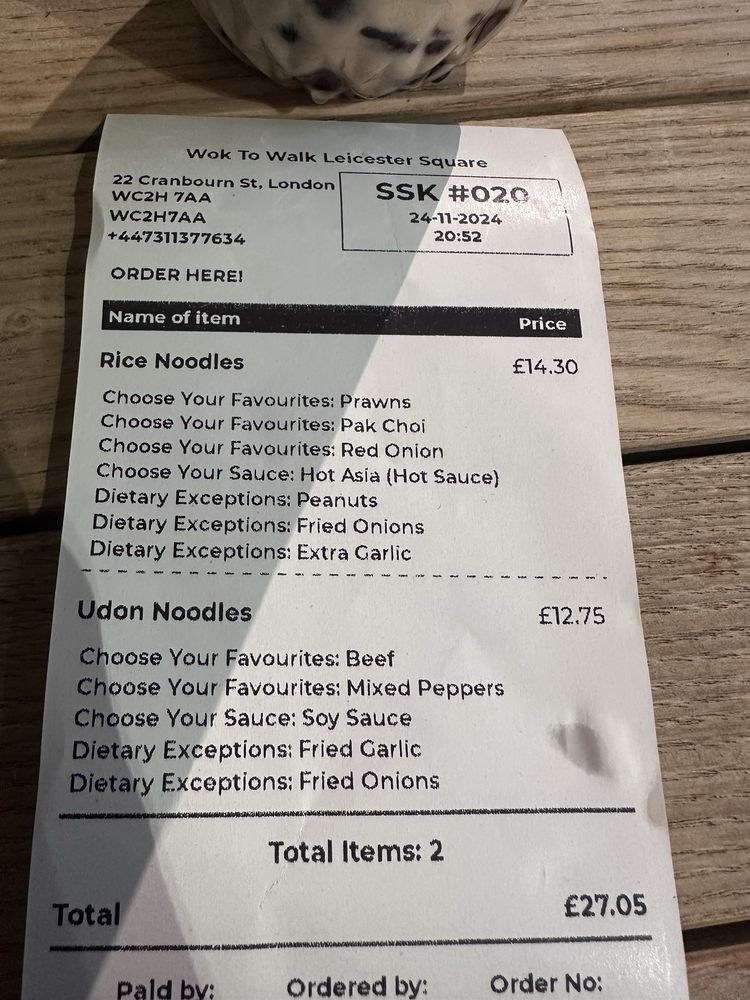 Wok To Walk Leicester Square
22 Cranbourn St, London
WC2H 7AA
WC2H7AA
+447311377634
SSK #020
24-11-2024
20:52
ORDER HERE!
Name of item Price
Rice Noodles £14.30
Choose Your Favourites: Prawns
Choose Your Favourites: Pak Choi
Choose Your Favourites: Red Onion
Choose Your Sauce: Hot Asia (Hot Sauce)
Dietary Exceptions: Peanuts
Dietary Exceptions: Fried Onions
Dietary Exceptions: Extra Garlic
Udon Noodles £12.75
Choose Your Favourites: Beef
Choose Your Favourites: Mixed Peppers
Choose Your Sauce: Soy Sauce
Dietary Exceptions: Fried Garlic
Dietary Exceptions: Fried Onions
Total Items: 2
Total £27.05
Paid by: Ordered by: Order No: